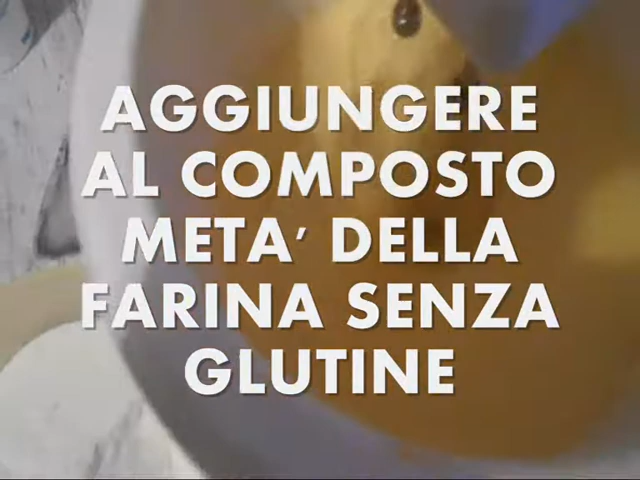 AGGIUNGERE
AL COMPOSTO
META' DELLA
FARINA SENZA
GLUTINE